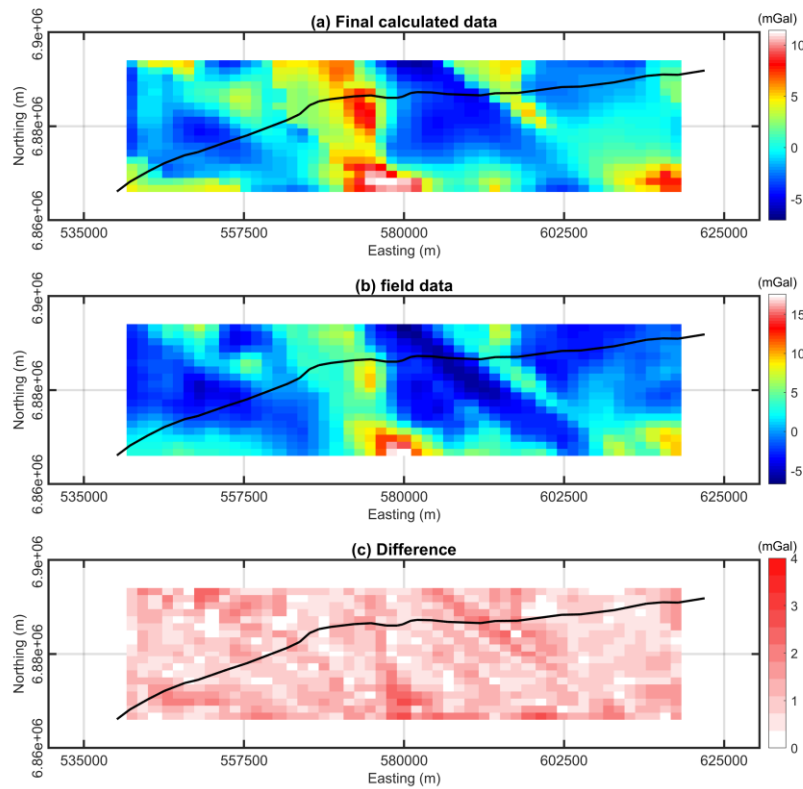 (a) Final calculated data
(mGal)
6.9e+06
6.88e+06
6.86e+06
Northing (m)
10
5
0
-5
535000 557500 580000 602500 625000
Easting (m)
(b) field data
(mGal)
6.9e+06
6.88e+06
6.86e+06
Northing (m)
15
10
5
0
-5
535000 557500 580000 602500 625000
Easting (m)
(c) Difference
(mGal)
6.9e+06
6.88e+06
6.86e+06
Northing (m)
4
3
2
1
0
535000 557500 580000 602500 625000
Easting (m)